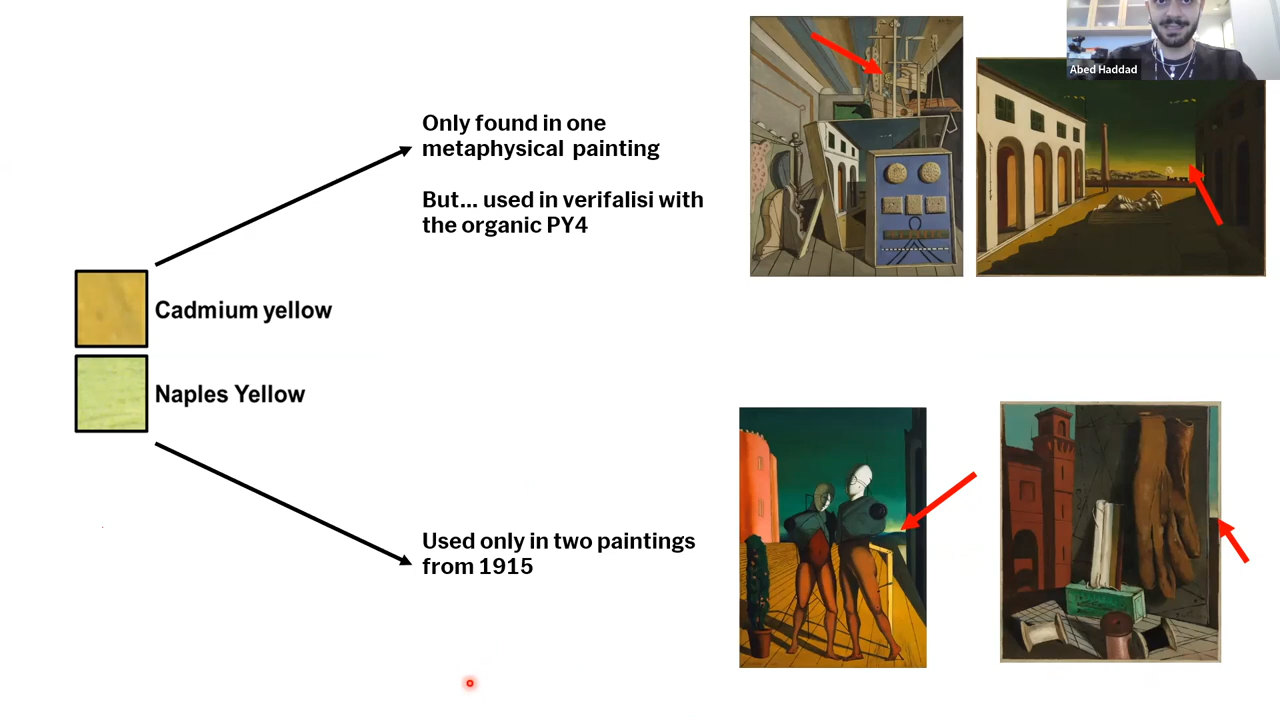 Only found in one
metaphysical painting
But... used in verifalisi with
the organic PY4
Cadmium yellow
Naples Yellow
Used only in two paintings
from 1915
Abed Haddad